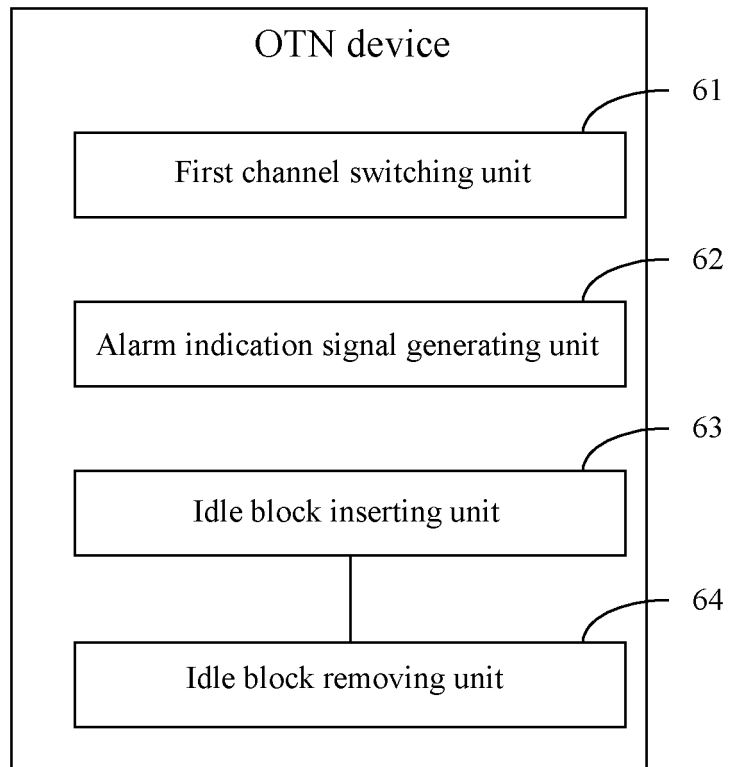 OTN device
61
First channel switching unit
62
Alarm indication signal generating unit
63
Idle block inserting unit
64
Idle block removing unit